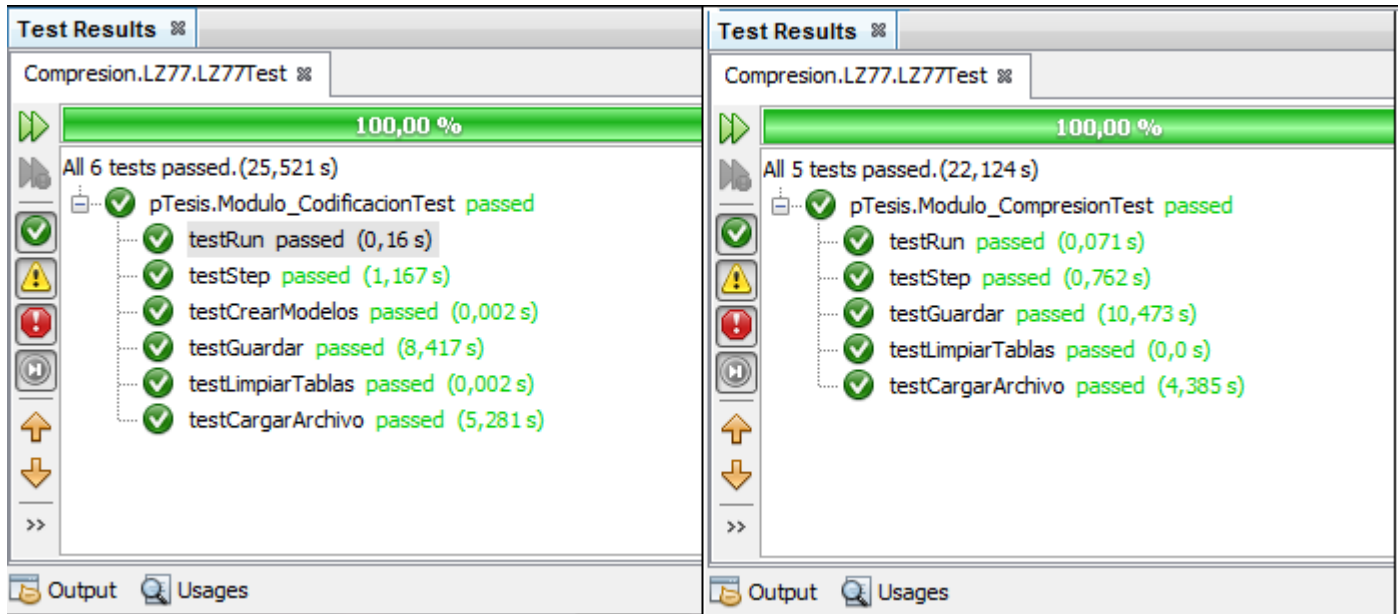 Test Results
Compresion.LZ77.LZ77Test
100,00 %
All 6 tests passed.(25,521 s)
pTesis.Modulo_CodificacionTest passed
testRun passed (0,16 s)
testStep passed (1,167 s)
testCrearModelos passed (0,002 s)
testGuardar passed (8,417 s)
testLimpiarTablas passed (0,002 s)
testCargarArchivo passed (5,281 s)
>>
Output Usages
Test Results
Compresion.LZ77.LZ77Test
100,00 %
All 5 tests passed.(22,124 s)
pTesis.Modulo_CompresionTest passed
testRun passed (0,071 s)
testStep passed (0,762 s)
testGuardar passed (10,473 s)
testLimpiarTablas passed (0,0 s)
testCargarArchivo passed (4,385 s)
>>
Output Usages